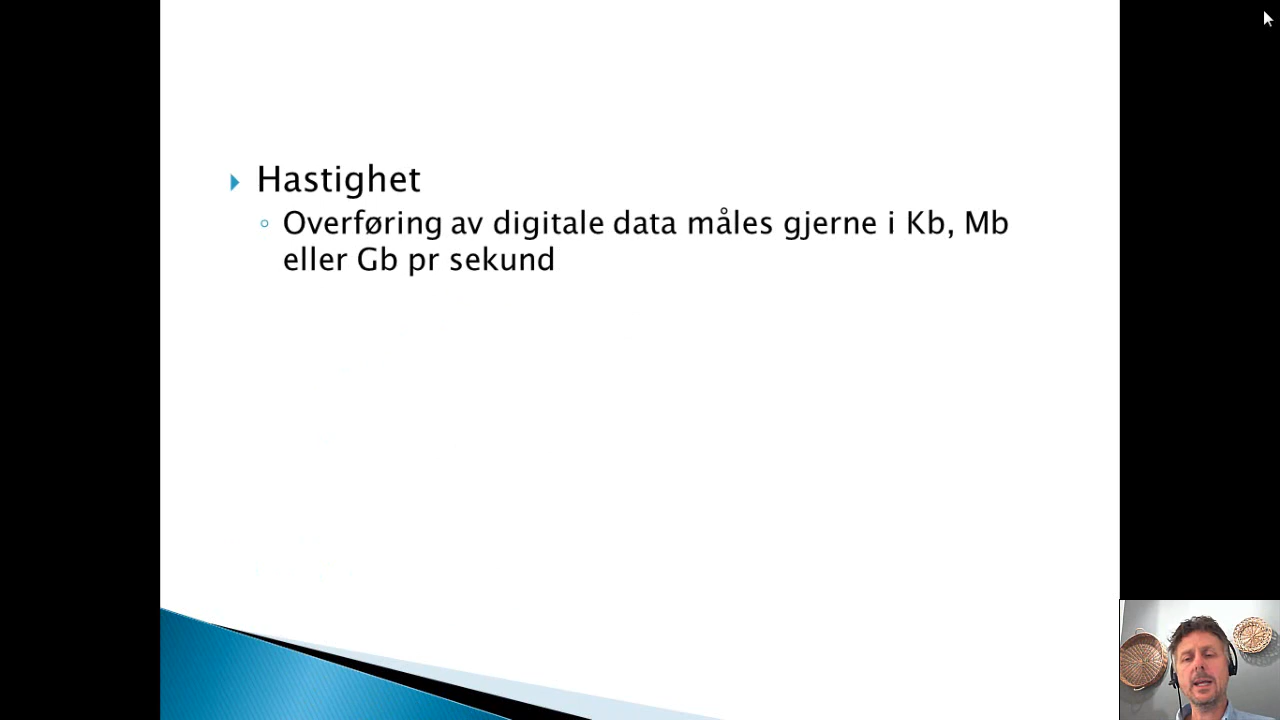 Hastighet
Overføring av digitale data måles gjerne i Kb, Mb
eller Gb pr sekund